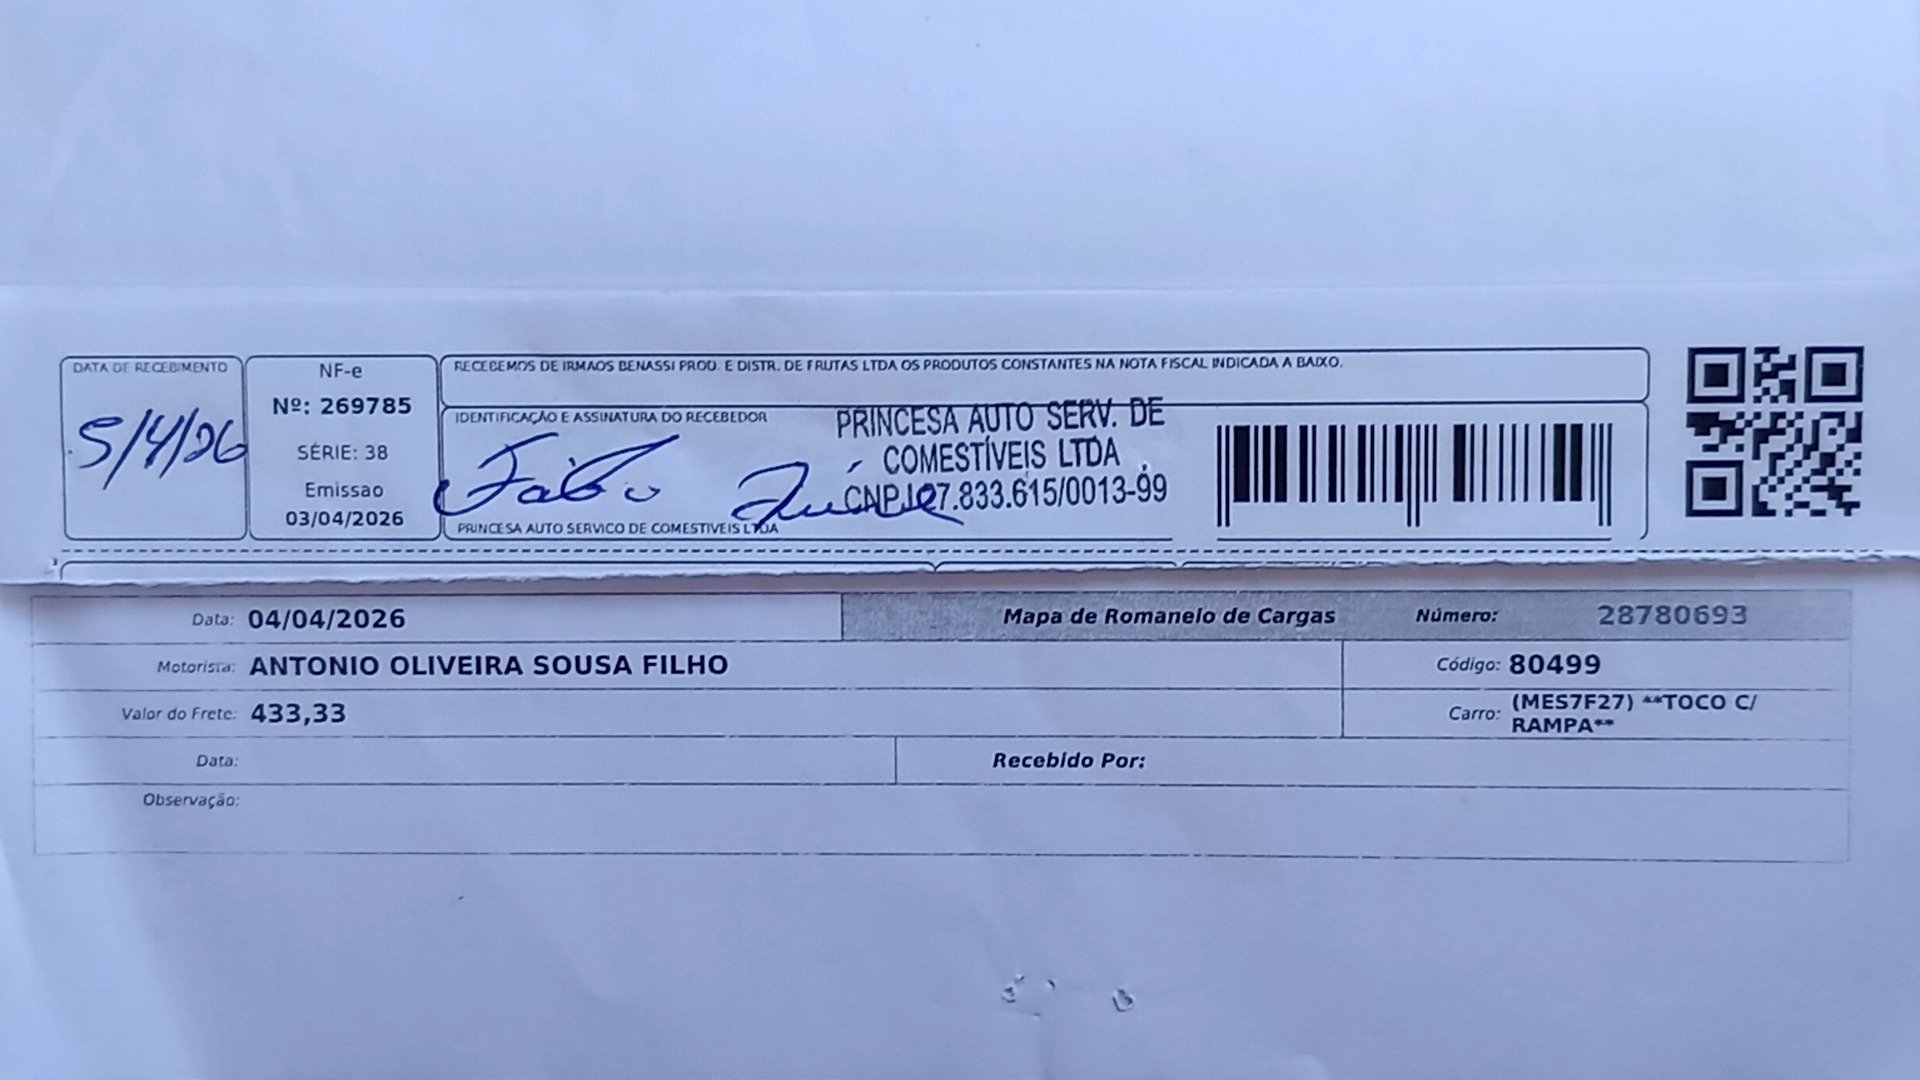 DATA DE RECEBIMENTO
5/4/26
NF-e
Nº: 269785
SÉRIE: 38
Emissao
03/04/2026
RECEBEMOS DE IRMAOS BENASSI PROD. E DISTR. DE FRUTAS LTDA OS PRODUTOS CONSTANTES NA NOTA FISCAL INDICADA A BAIXO.
IDENTIFICAÇÃO E ASSINATURA DO RECEBEDOR
Fabio
PRINCESA AUTO SERVICO DE COMESTIVEIS LTDA
PRINCESA AUTO SERV. DE
COMESTÍVEIS LTDA
CNPJ 07.833.615/0013-99
Data: 04/04/2026
Mapa de Romaneio de Cargas
Número: 28780693
Motorista: ANTONIO OLIVEIRA SOUSA FILHO
Código: 80499
Valor do Frete: 433,33
Carro: (MES7F27) **TOCO C/
RAMPA**
Data:
Recebido Por:
Observação: